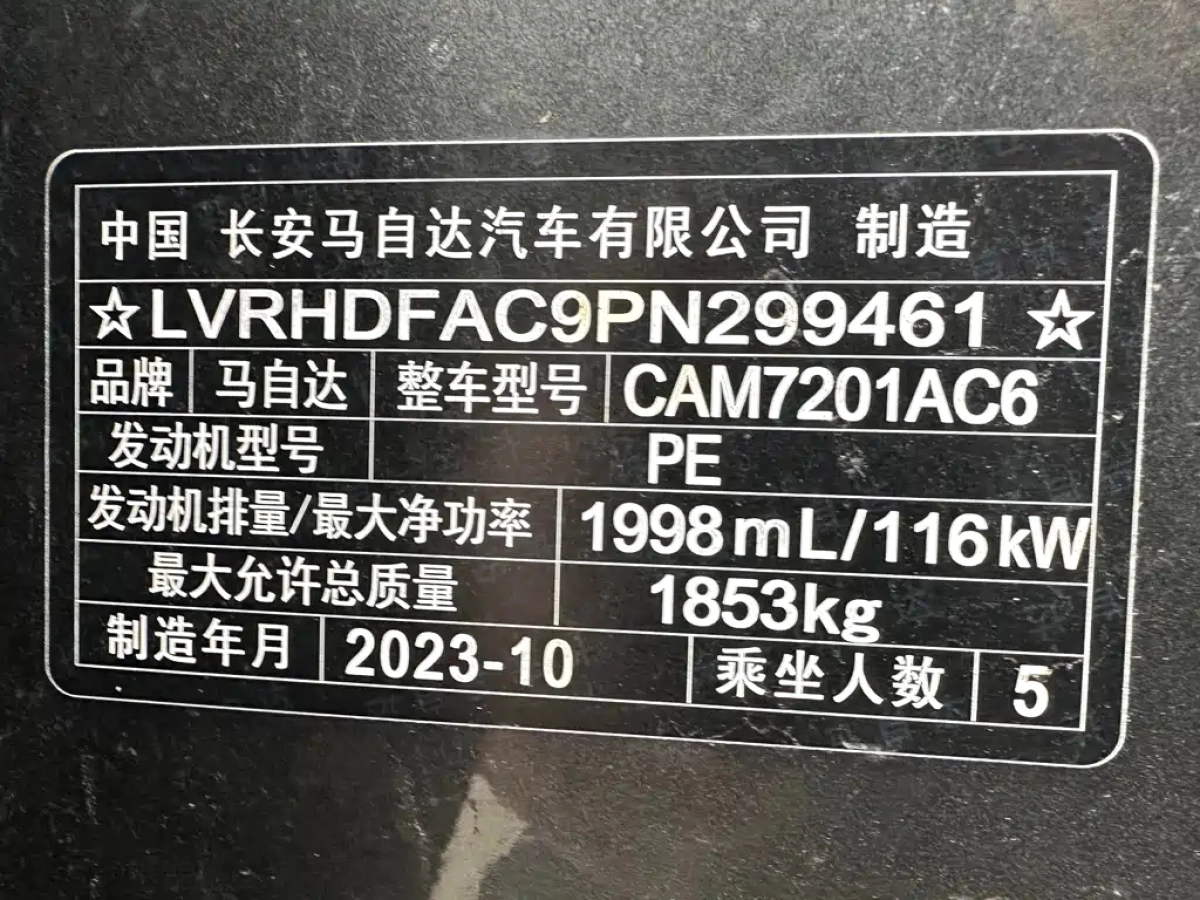 中国 长安马自达汽车有限公司 制造
☆LVRHDFAC9PN299461☆
品牌 马自达 整车型号 CAM7201AC6
发动机型号 PE
发动机排量/最大净功率 1998mL/116kW
最大允许总质量 1853kg
制造年月 2023-10 乘坐人数 5